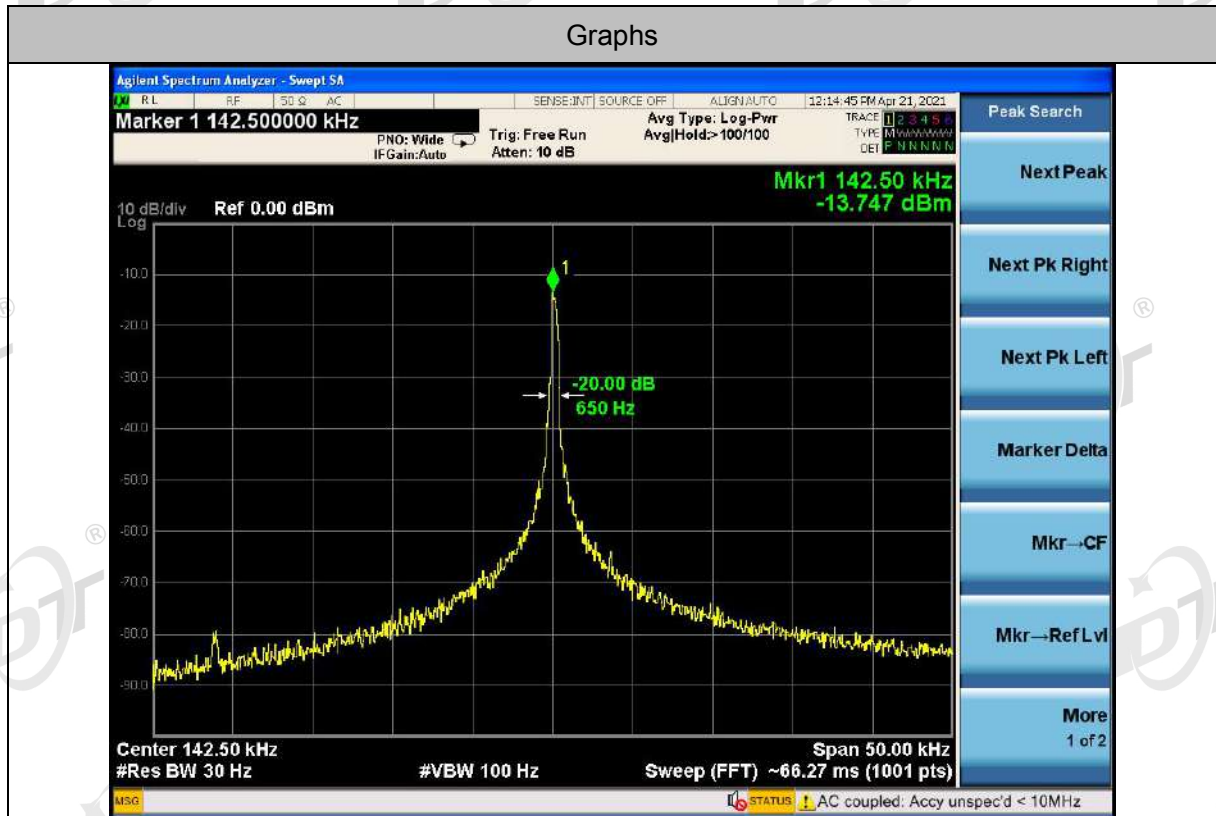 Graphs
Agilent Spectrum Analyzer - Swept SA
RL RF 50 Ω AC SENSE:INT SOURCE OFF ALIGN AUTO 12:14:45 PM Apr 21, 2021
Marker 1 142.500000 kHz
PNO: Wide
IFGain:Auto
Trig: Free Run
Atten: 10 dB
Avg Type: Log-Pwr
Avg|Hold:>100/100
TRACE 1 2 3 4 5 6
TYPE M
DET P N N N N N
Mkr1 142.50 kHz
-13.747 dBm
10 dB/div
Log
Ref 0.00 dBm
1
-10.0
-20.0
-30.0
-40.0
-50.0
-60.0
-70.0
-80.0
-90.0
-20.00 dB
650 Hz
Center 142.50 kHz
Span 50.00 kHz
#Res BW 30 Hz
#VBW 100 Hz
Sweep (FFT) ~66.27 ms (1001 pts)
MSG
STATUS
AC coupled: Accy unspec'd < 10MHz
Peak Search
Next Peak
Next Pk Right
Next Pk Left
Marker Delta
Mkr→CF
Mkr→Ref Lvl
More
1 of 2